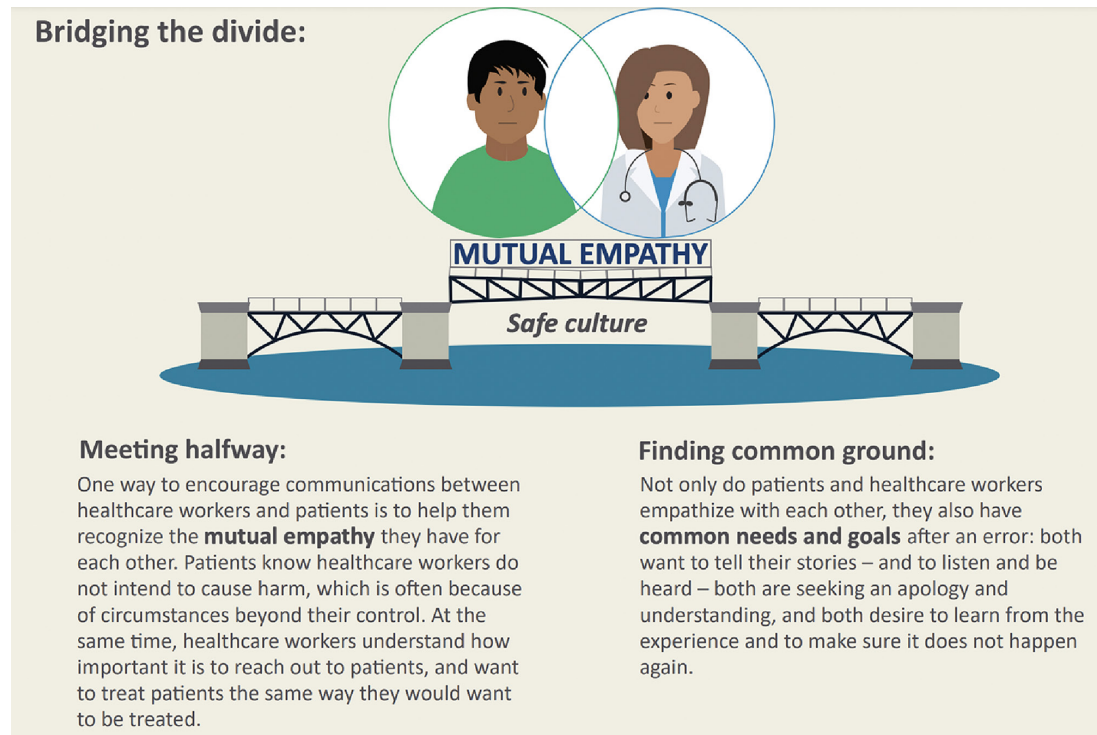 Bridging the divide:
MUTUAL EMPATHY
Safe culture
Meeting halfway:
One way to encourage communications between
healthcare workers and patients is to help them
recognize the mutual empathy they have for
each other. Patients know healthcare workers do
not intend to cause harm, which is often because
of circumstances beyond their control. At the
same time, healthcare workers understand how
important it is to reach out to patients, and want
to treat patients the same way they would want
to be treated.
Finding common ground:
Not only do patients and healthcare workers
empathize with each other, they also have
common needs and goals after an error: both
want to tell their stories – and to listen and be
heard – both are seeking an apology and
understanding, and both desire to learn from the
experience and to make sure it does not happen
again.